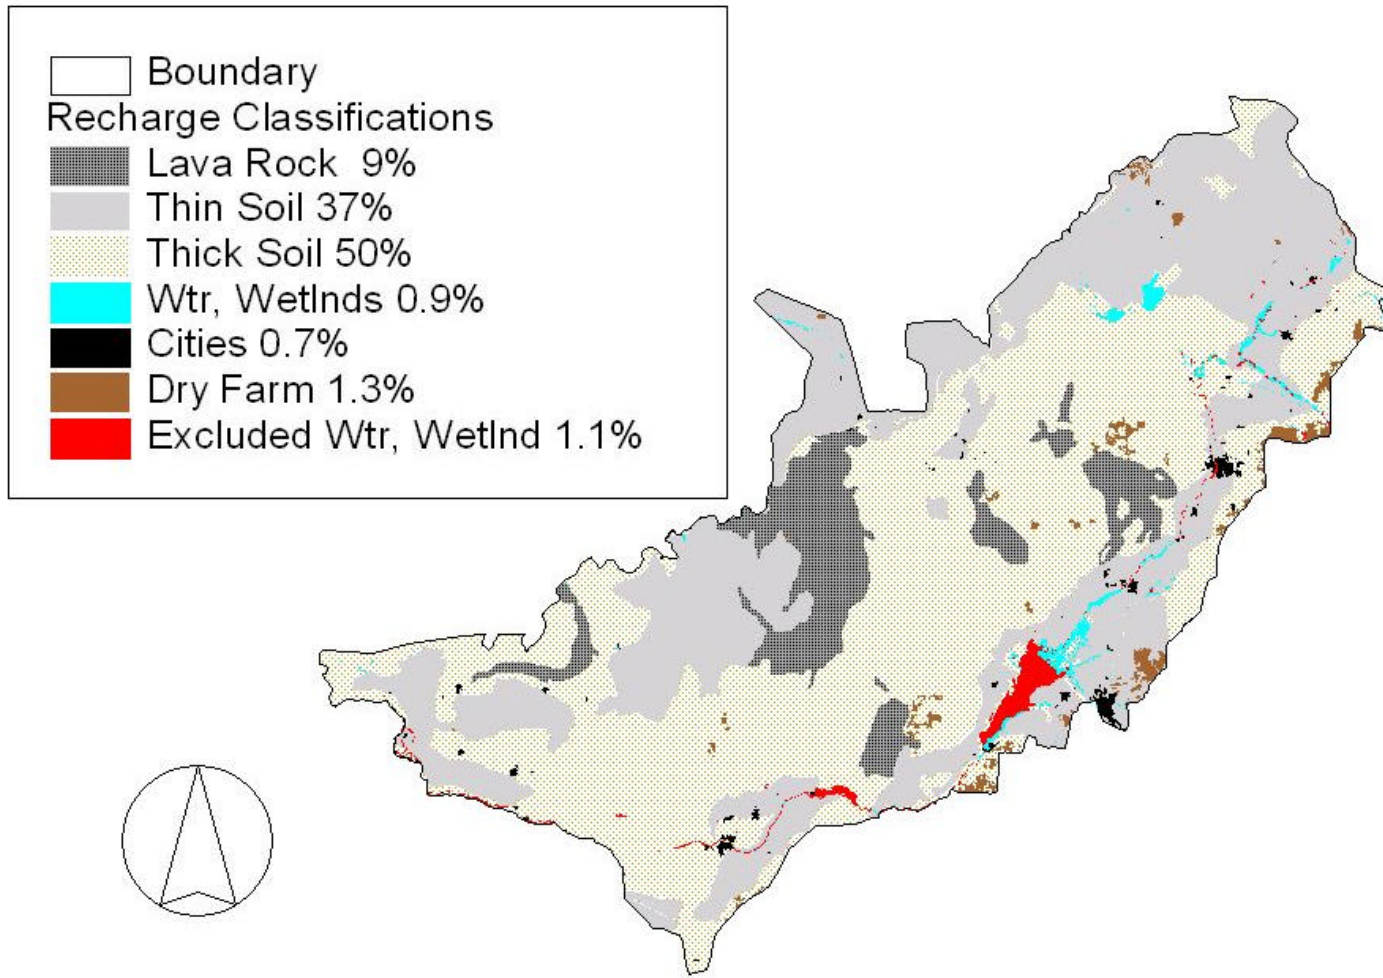 Boundary
Recharge Classifications
Lava Rock  9%
Thin Soil 37%
Thick Soil 50%
Wtr, Wetlnds 0.9%
Cities 0.7%
Dry Farm 1.3%
Excluded Wtr, Wetlnd 1.1%